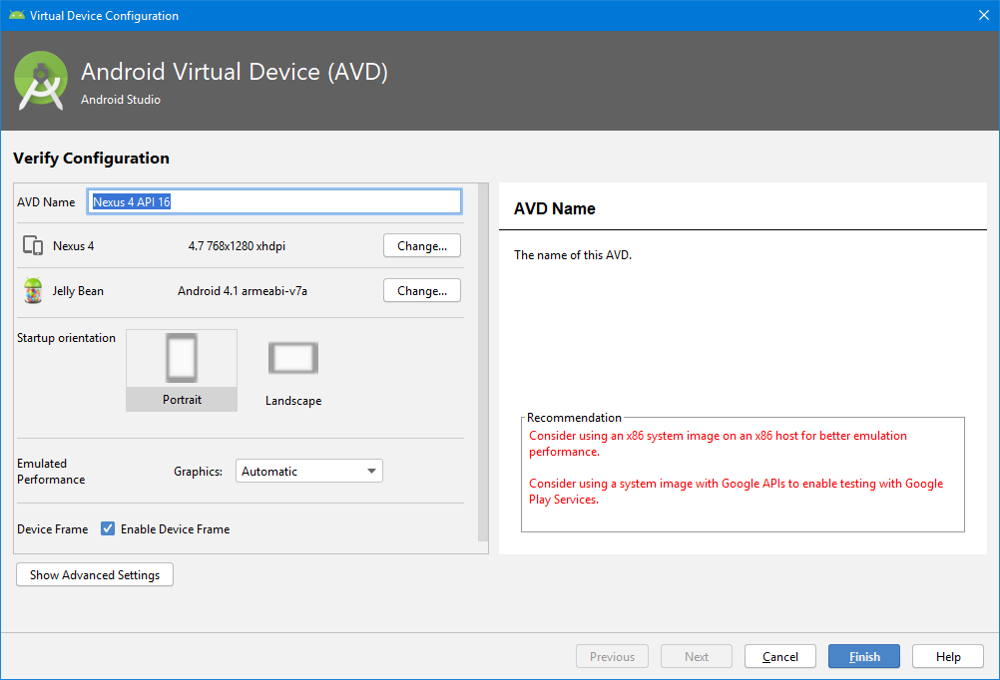 Virtual Device Configuration
Android Virtual Device (AVD)
Android Studio
Verify Configuration
AVD Name Nexus 4 API 16
Nexus 4 4.7 768x1280 xhdpi Change...
Jelly Bean Android 4.1 armeabi-v7a Change...
Startup orientation
Portrait
Landscape
Emulated
Performance
Graphics: Automatic
Device Frame Enable Device Frame
Show Advanced Settings
AVD Name
The name of this AVD.
Recommendation
Consider using an x86 system image on an x86 host for better emulation
performance.
Consider using a system image with Google APIs to enable testing with Google
Play Services.
Previous Next Cancel Finish Help